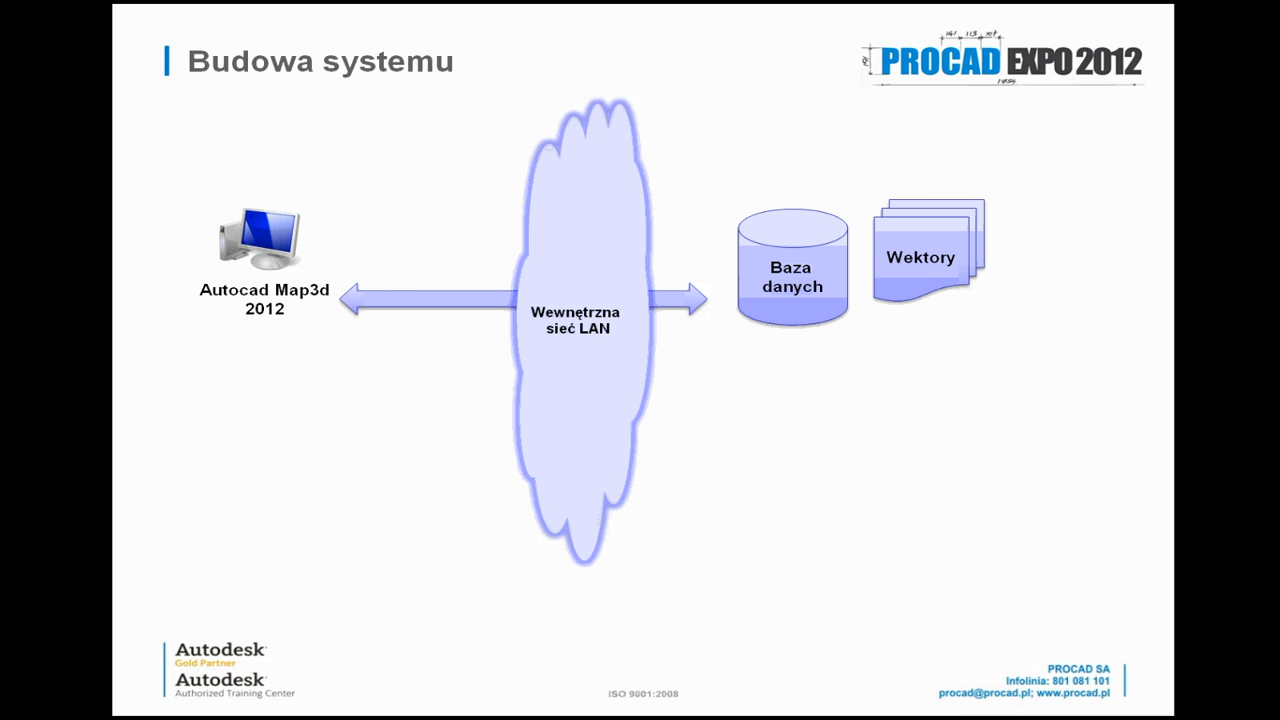 Budowa systemu
PROCAD EXPO 2012
Autocad Map3d
2012
Wewnętrzna
sieć LAN
Baza
danych
Wektory
Autodesk
Gold Partner
Autodesk
Authorized Training Center
ISO 9001:2008
PROCAD SA
Infolinia: 801 081 101
procad@procad.pl; www.procad.pl